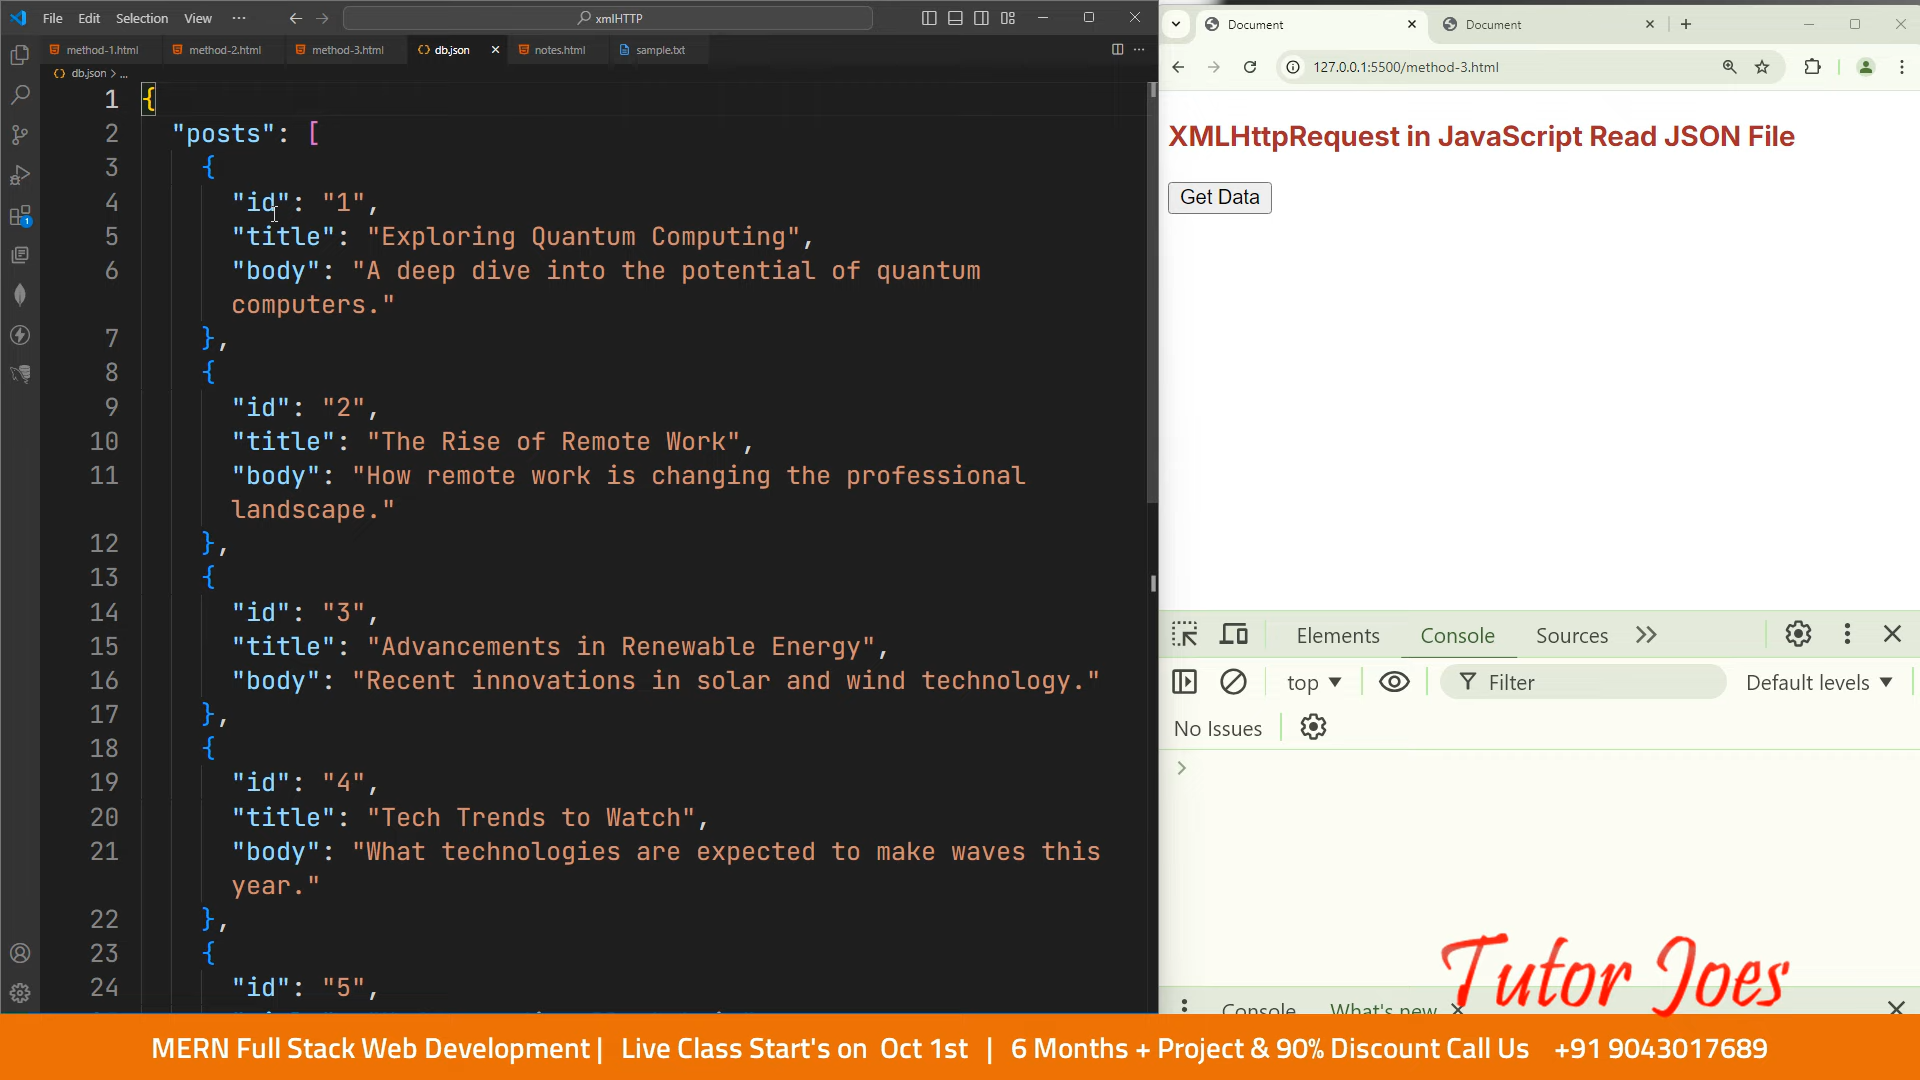 File Edit Selection View ··· xmlHTTP
method-1.html method-2.html method-3.html db.json notes.html sample.txt
db.json > ...
1 {
2 "posts": [
3 {
4 "id": "1",
5 "title": "Exploring Quantum Computing",
6 "body": "A deep dive into the potential of quantum
computers."
7 },
8 {
9 "id": "2",
10 "title": "The Rise of Remote Work",
11 "body": "How remote work is changing the professional
landscape."
12 },
13 {
14 "id": "3",
15 "title": "Advancements in Renewable Energy",
16 "body": "Recent innovations in solar and wind technology."
17 },
18 {
19 "id": "4",
20 "title": "Tech Trends to Watch",
21 "body": "What technologies are expected to make waves this
year."
22 },
23 {
24 "id": "5",
1
Document Document
127.0.0.1:5500/method-3.html
XMLHttpRequest in JavaScript Read JSON File
Get Data
Elements Console Sources
top Filter Default levels
No Issues
Console What's new
Tutor Joes
MERN Full Stack Web Development | Live Class Start's on Oct 1st | 6 Months + Project & 90% Discount Call Us +91 9043017689